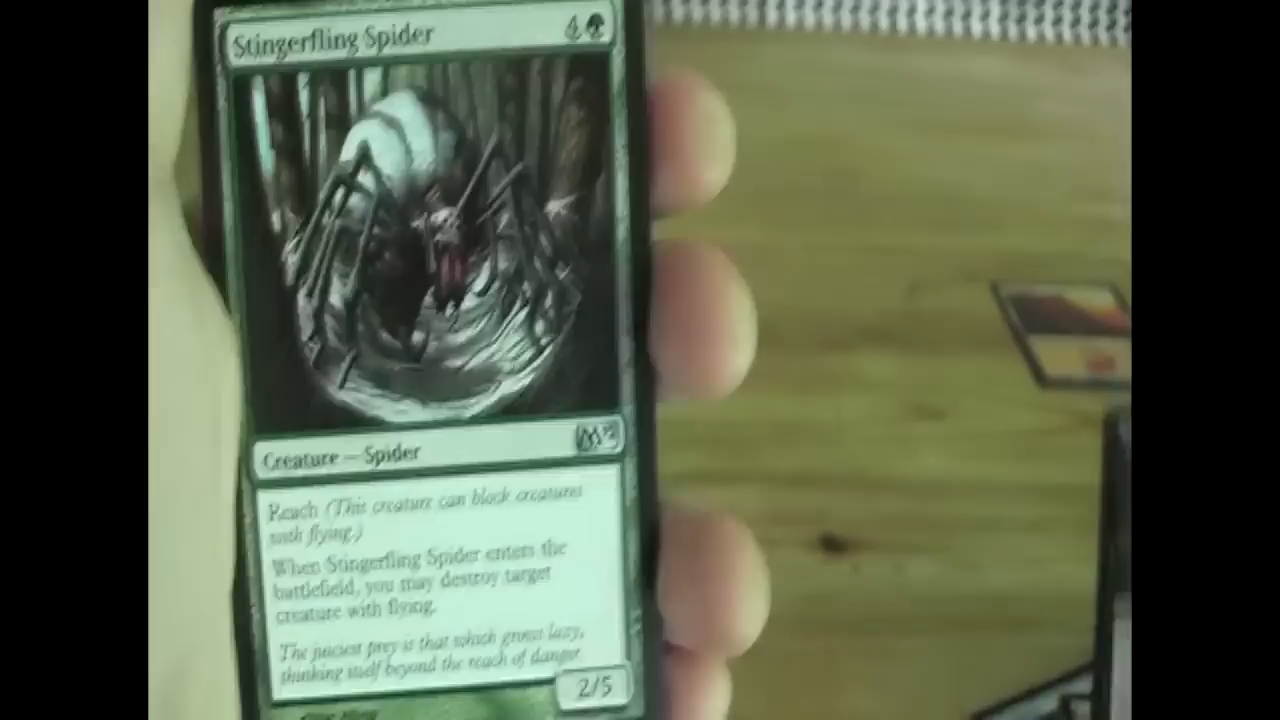 Stingerfling Spider 4
Creature — Spider
M12
Reach (This creature can block creatures
with flying.)
When Stingerfling Spider enters the
battlefield, you may destroy target
creature with flying.
The juiciest prey is that which grows lazy,
thinking itself beyond the reach of danger.
2/5